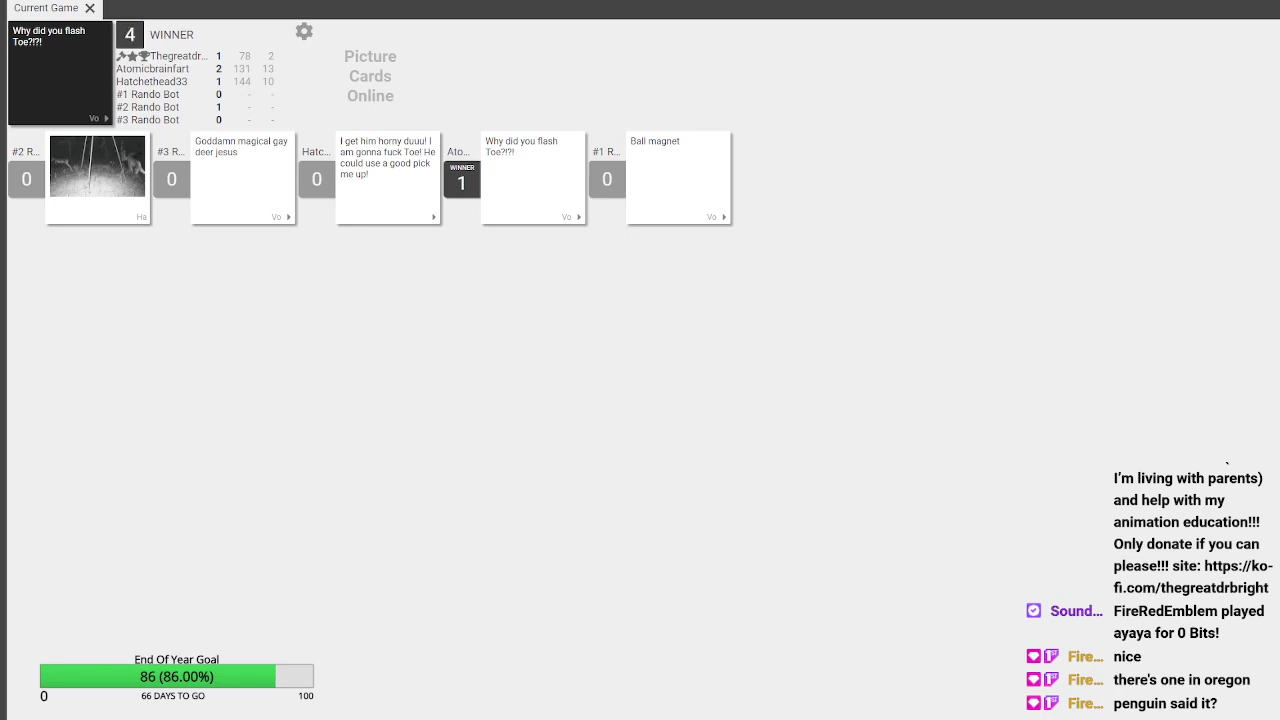 Current Game
Why did you flash
Toe?!?!
Vo
4 WINNER
Thegreatdr... 1 78 2
Atomicbrainfart 2 131 13
Hatchethead33 1 144 10
#1 Rando Bot 0 - -
#2 Rando Bot 1 - -
#3 Rando Bot 0 - -
Picture
Cards
Online
#2 R...
0
Ha
#3 R...
0
Goddamn magical gay
deer jesus
Vo
Hatc...
0
I get him horny duuu! I
am gonna fuck Toe! He
could use a good pick
me up!
Ato...
WINNER
1
Why did you flash
Toe?!?!
Vo
#1 R...
0
Ball magnet
Vo
I'm living with parents)
and help with my
animation education!!!
Only donate if you can
please!!! site: https://ko-
fi.com/thegreatdrbright
Sound... FireRedEmblem played
ayaya for 0 Bits!
Fire... nice
Fire... there's one in oregon
Fire... penguin said it?
End Of Year Goal
86 (86.00%)
0 66 DAYS TO GO 100